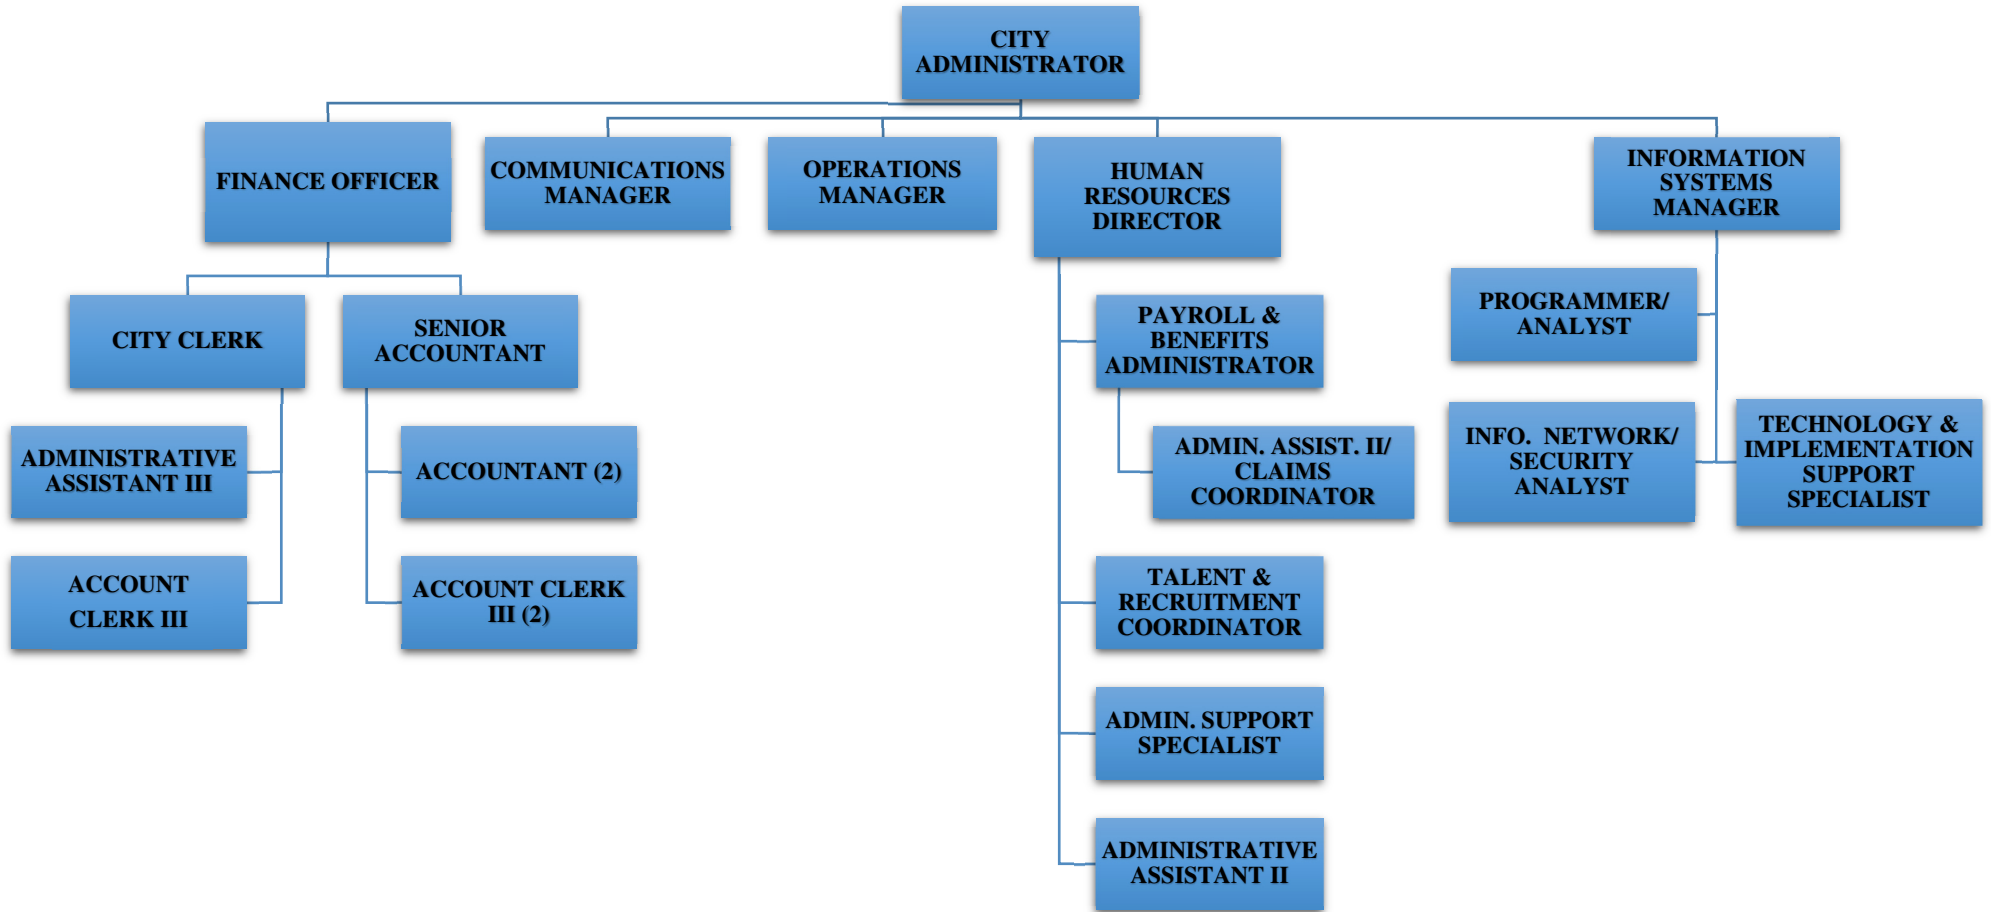 CITY
ADMINISTRATOR
FINANCE OFFICER
COMMUNICATIONS
MANAGER
OPERATIONS
MANAGER
HUMAN
RESOURCES
DIRECTOR
INFORMATION
SYSTEMS
MANAGER
CITY CLERK
SENIOR
ACCOUNTANT
ADMINISTRATIVE
ASSISTANT III
ACCOUNT
CLERK III
ACCOUNTANT (2)
ACCOUNT CLERK
III (2)
PAYROLL &
BENEFITS
ADMINISTRATOR
ADMIN. ASSIST. II/
CLAIMS
COORDINATOR
TALENT &
RECRUITMENT
COORDINATOR
ADMIN. SUPPORT
SPECIALIST
ADMINISTRATIVE
ASSISTANT II
PROGRAMMER/
ANALYST
INFO.  NETWORK/
SECURITY
ANALYST
TECHNOLOGY &
IMPLEMENTATION
SUPPORT
SPECIALIST